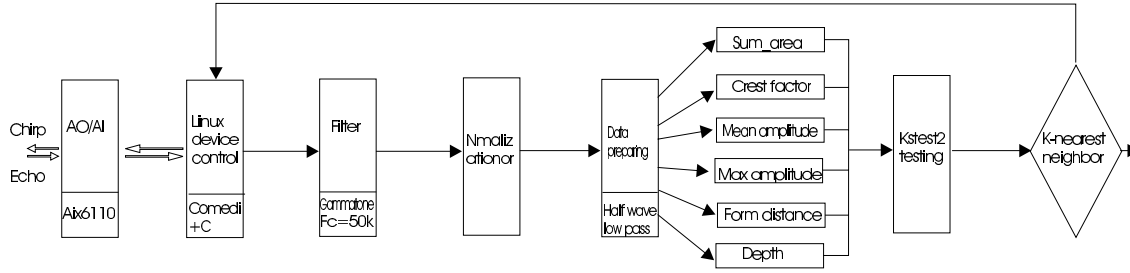 Chirp
Echo
AO/AI
Aix6110
Linux
device
control
Comedi
+C
Filter
Gammatone
Fc=50k
Nmaliz
ationor
Data
preparing
Half wave
low pass
Sum_area
Crest factor
Mean amplitude
Max amplitude
Form distance
Depth
Kstest2
testing
K-nearest
neighbor